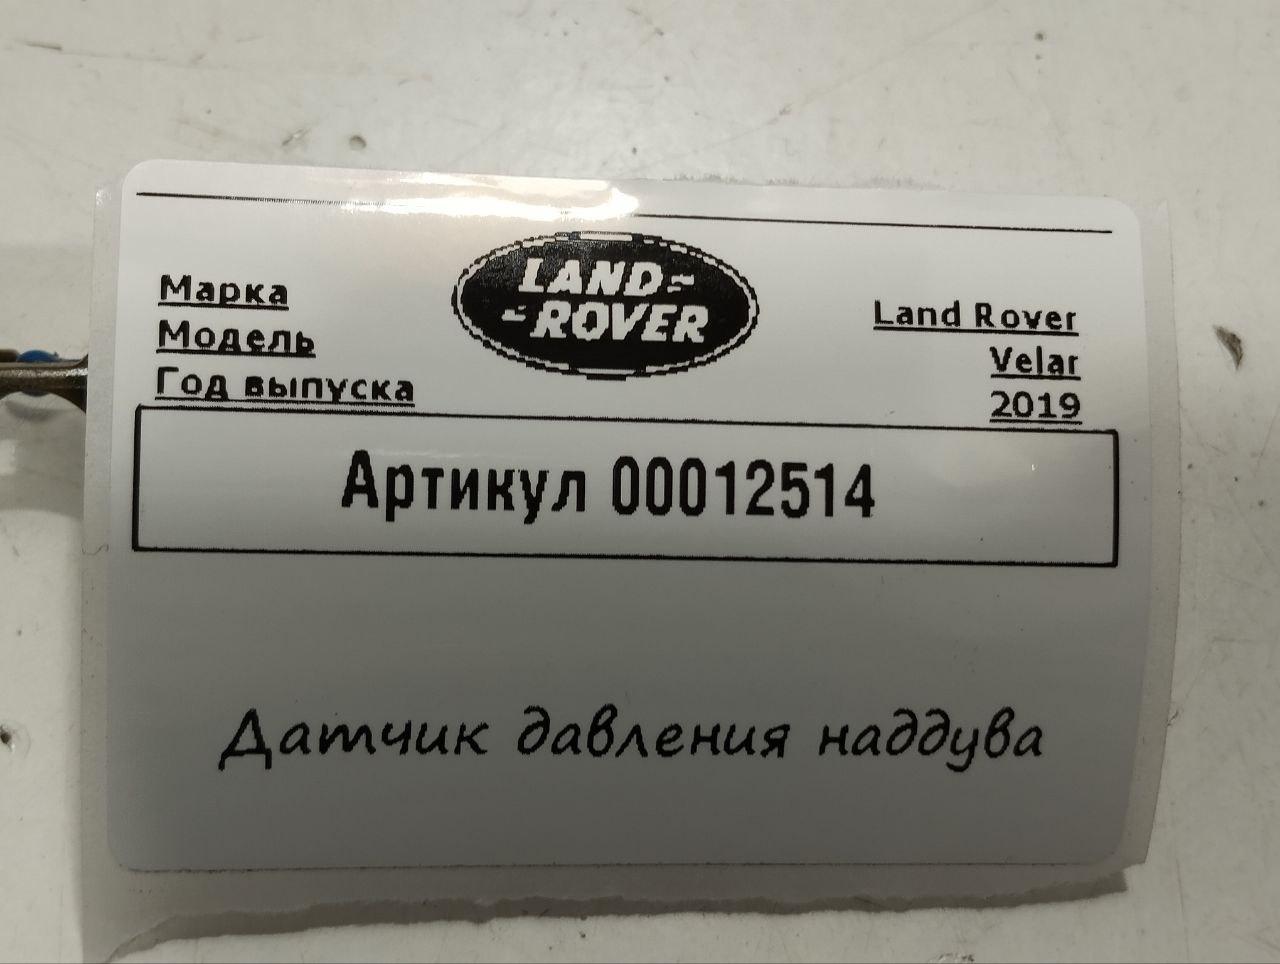 LAND-
-ROVER
Марка Land Rover
Модель Velar
Год выпуска 2019
Артикул 00012514
Датчик давления наддува